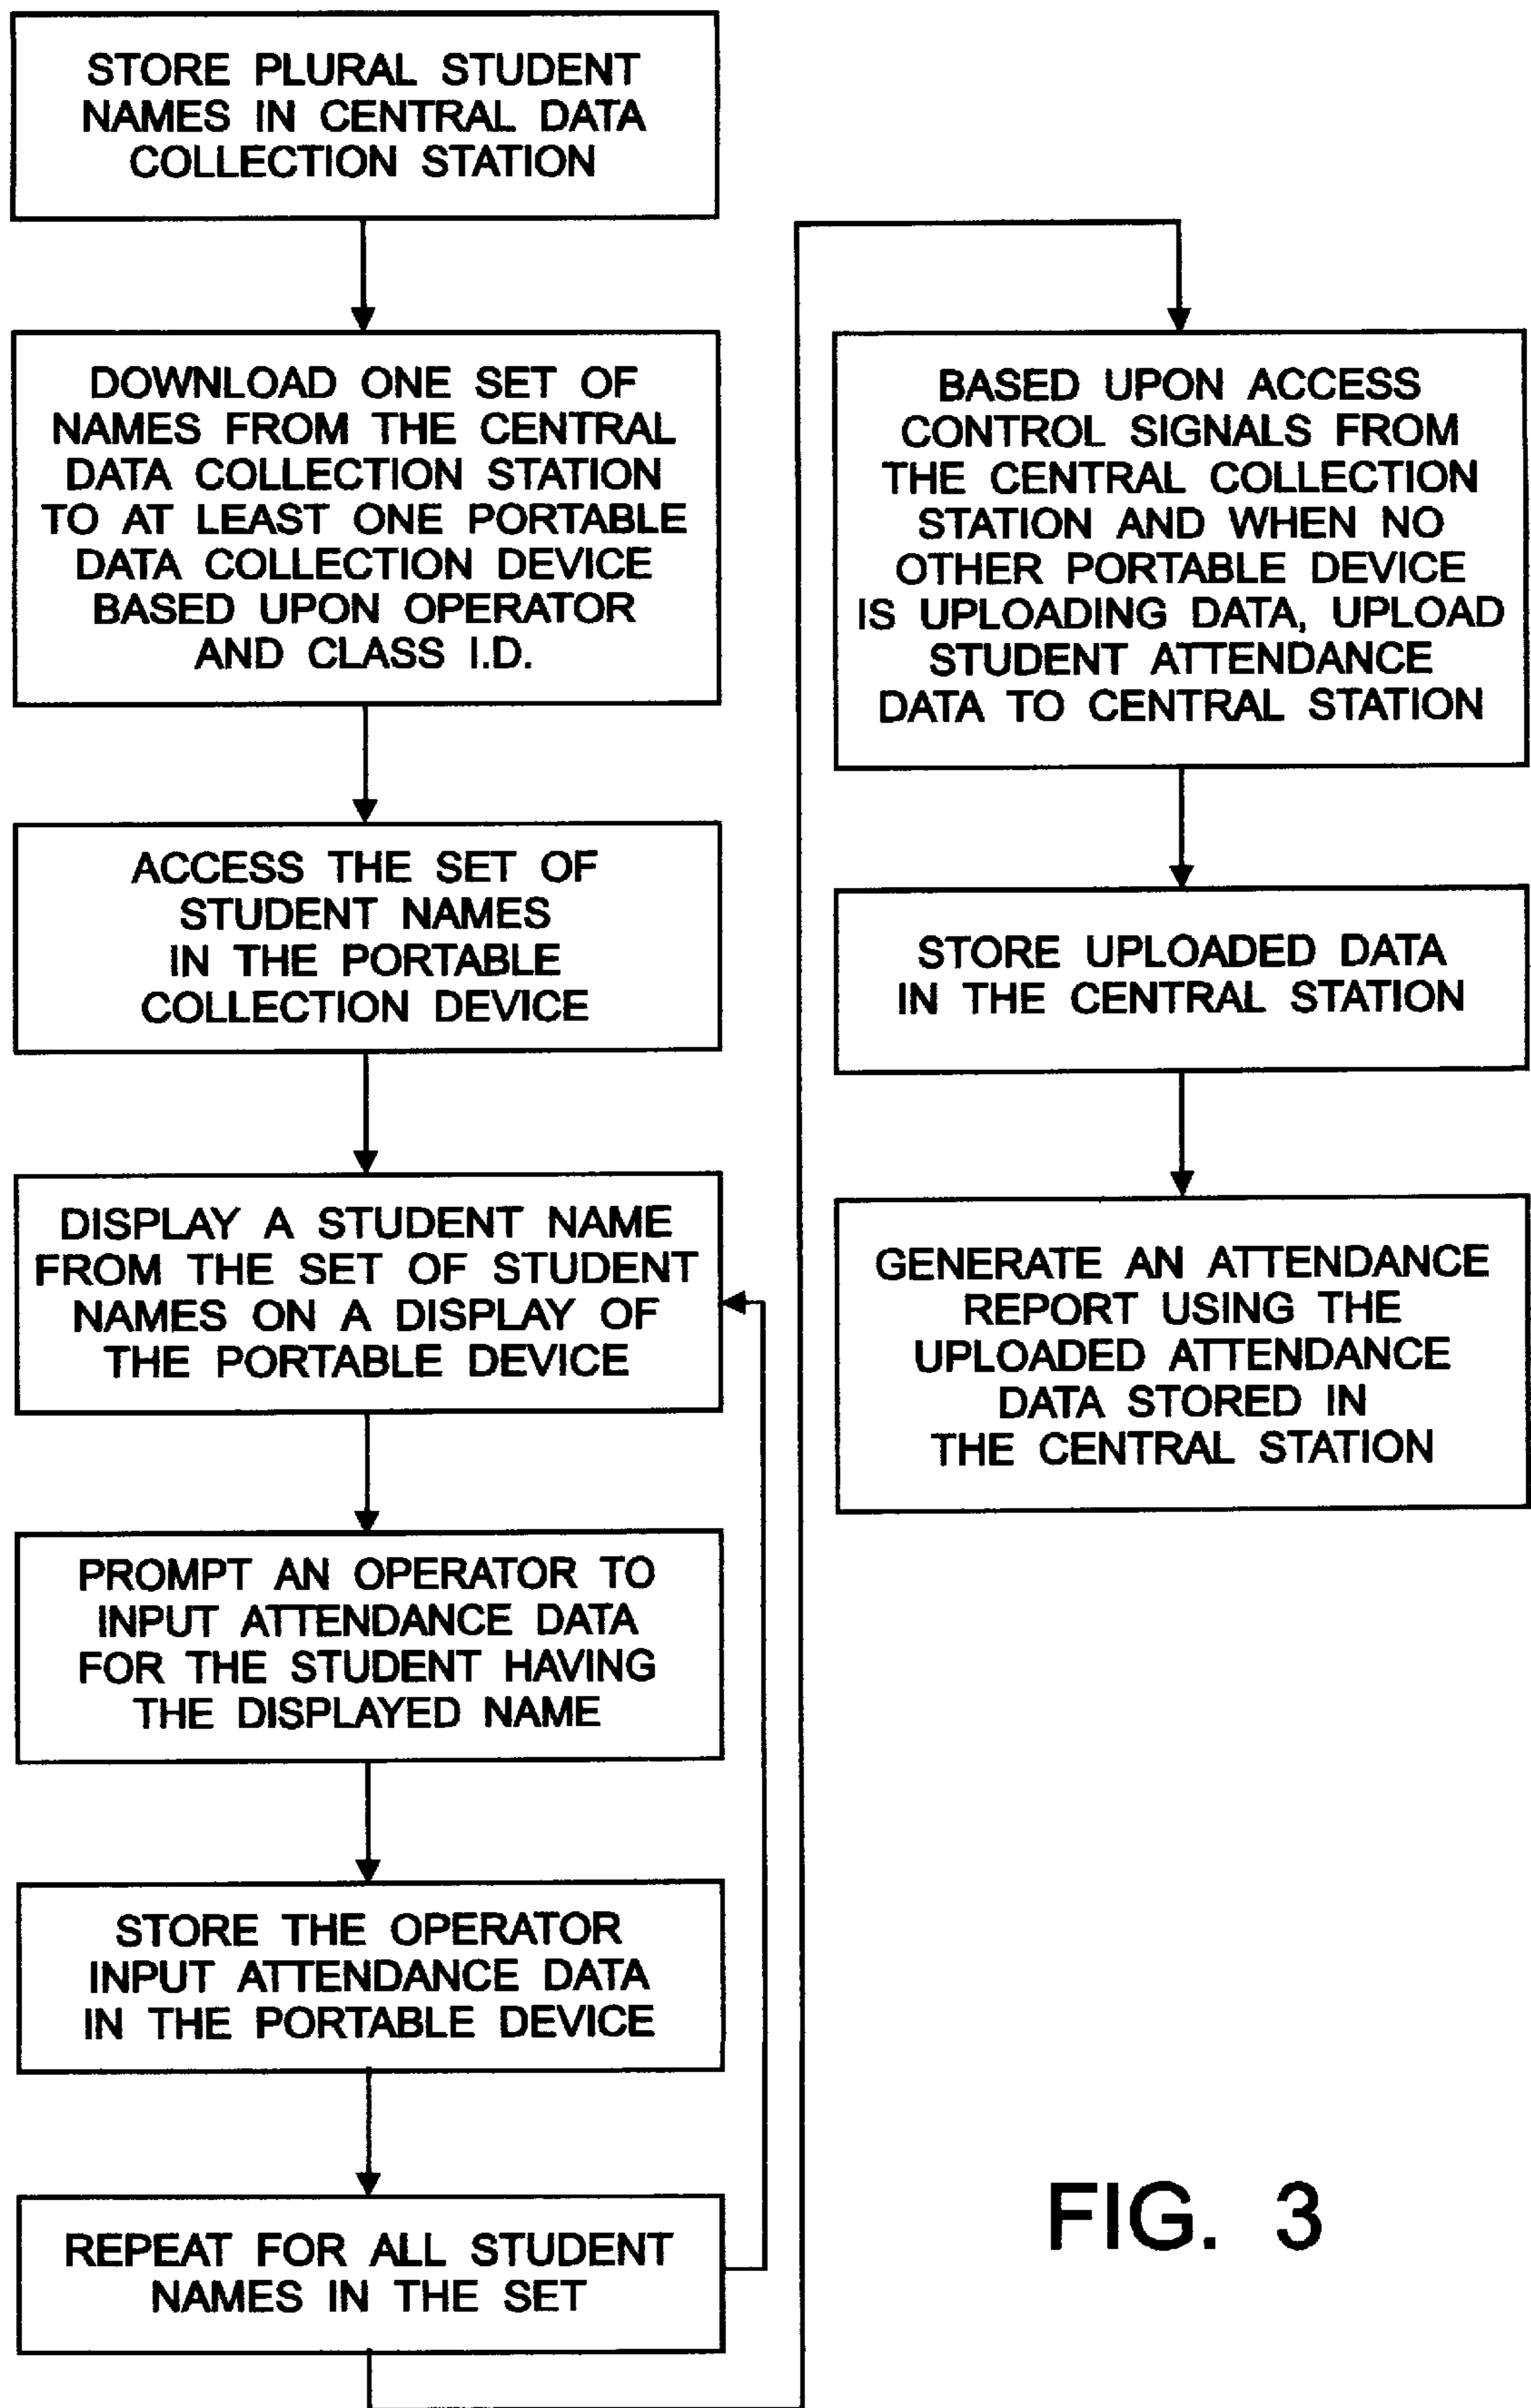 STORE PLURAL STUDENT
NAMES IN CENTRAL DATA
COLLECTION STATION
DOWNLOAD ONE SET OF
NAMES FROM THE CENTRAL
DATA COLLECTION STATION
TO AT LEAST ONE PORTABLE
DATA COLLECTION DEVICE
BASED UPON OPERATOR
AND CLASS I.D.
ACCESS THE SET OF
STUDENT NAMES
IN THE PORTABLE
COLLECTION DEVICE
DISPLAY A STUDENT NAME
FROM THE SET OF STUDENT
NAMES ON A DISPLAY OF
THE PORTABLE DEVICE
PROMPT AN OPERATOR TO
INPUT ATTENDANCE DATA
FOR THE STUDENT HAVING
THE DISPLAYED NAME
STORE THE OPERATOR
INPUT ATTENDANCE DATA
IN THE PORTABLE DEVICE
REPEAT FOR ALL STUDENT
NAMES IN THE SET
BASED UPON ACCESS
CONTROL SIGNALS FROM
THE CENTRAL COLLECTION
STATION AND WHEN NO
OTHER PORTABLE DEVICE
IS UPLOADING DATA, UPLOAD
STUDENT ATTENDANCE
DATA TO CENTRAL STATION
STORE UPLOADED DATA
IN THE CENTRAL STATION
GENERATE AN ATTENDANCE
REPORT USING THE
UPLOADED ATTENDANCE
DATA STORED IN
THE CENTRAL STATION
FIG. 3